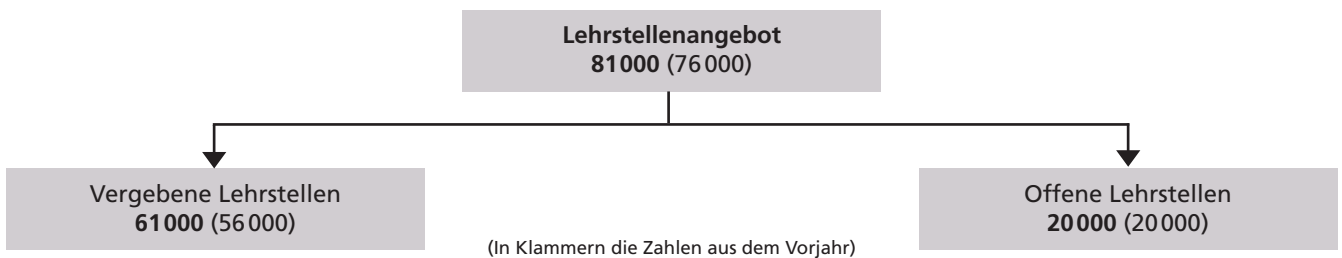 Lehrstellenangebot
81000 (76000)
Vergebene Lehrstellen
61000 (56000)
Offene Lehrstellen
20000 (20000)
(In Klammern die Zahlen aus dem Vorjahr)